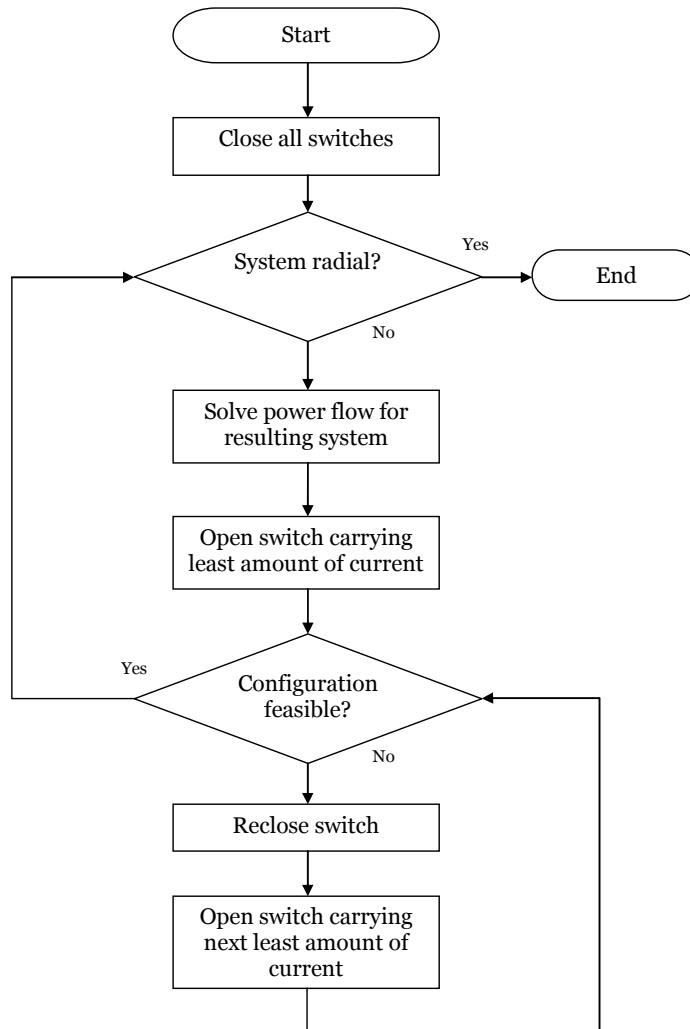 Start
Close all switches
System radial?
Yes
End
No
Solve power flow for
resulting system
Open switch carrying
least amount of current
Yes
Configuration
feasible?
No
Reclose switch
Open switch carrying
next least amount of
current